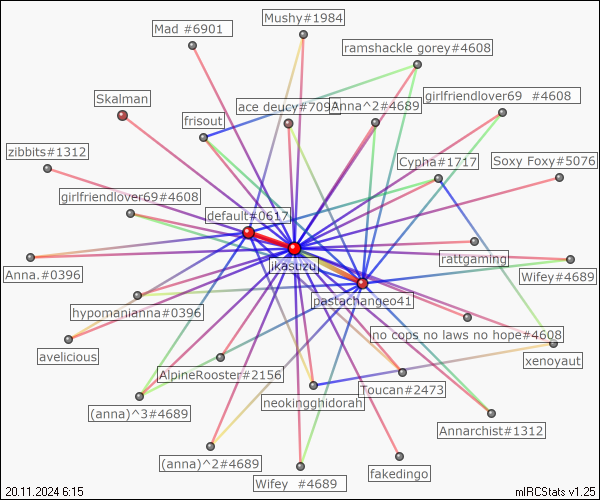 Mushy#1984
Mad #6901
ramshackle gorey#4608
Skalman
girlfriendlover69 #4608
ace deucy#709
Anna^2#4689
frisout
zibbits#1312
Cypha#1717
Soxy Foxy#5076
girlfriendlover69#4608
default#0617
Anna.#0396
ikasuzu
rattgaming
Wifey#4689
pastachangeo41
hypomanianna#0396
no cops no laws no hope#4608
avelicious
xenoyaut
AlpineRooster#2156
Toucan#2473
neokingghidorah
(anna)^3#4689
Annarchist#1312
(anna)^2#4689
fakedingo
Wifey #4689
20.11.2024 6:15
mIRCStats v1.25